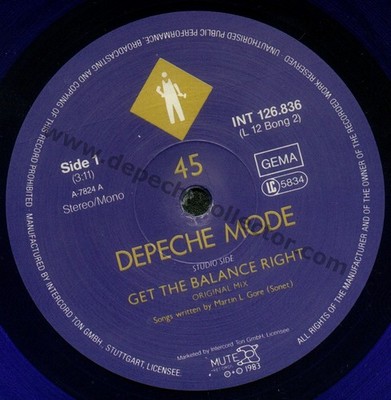 UNAUTHORISED PUBLIC PERFORMANCE, BROADCASTING AND COPYING OF THIS RECORD PROHIBITED
ALL RIGHTS OF THE MANUFACTURER AND OF THE OWNER OF THE RECORDED WORK RESERVED.
INT 126.836
(L 12 Bong 2)
Side 1
(3:11)
A-7824 A
Stereo/Mono
45
GEMA
LC 5834
www.depechecollector.com
DEPECHE MODE
STUDIO SIDE
GET THE BALANCE RIGHT
ORIGINAL MIX
Songs written by Martin L. Gore (Sonet)
Marketed by Intercord Ton GmbH, Licensee.
MUTE
℗+© 1983
MANUFACTURED BY INTERCORD TON GMBH, STUTTGART, LICENSEE.